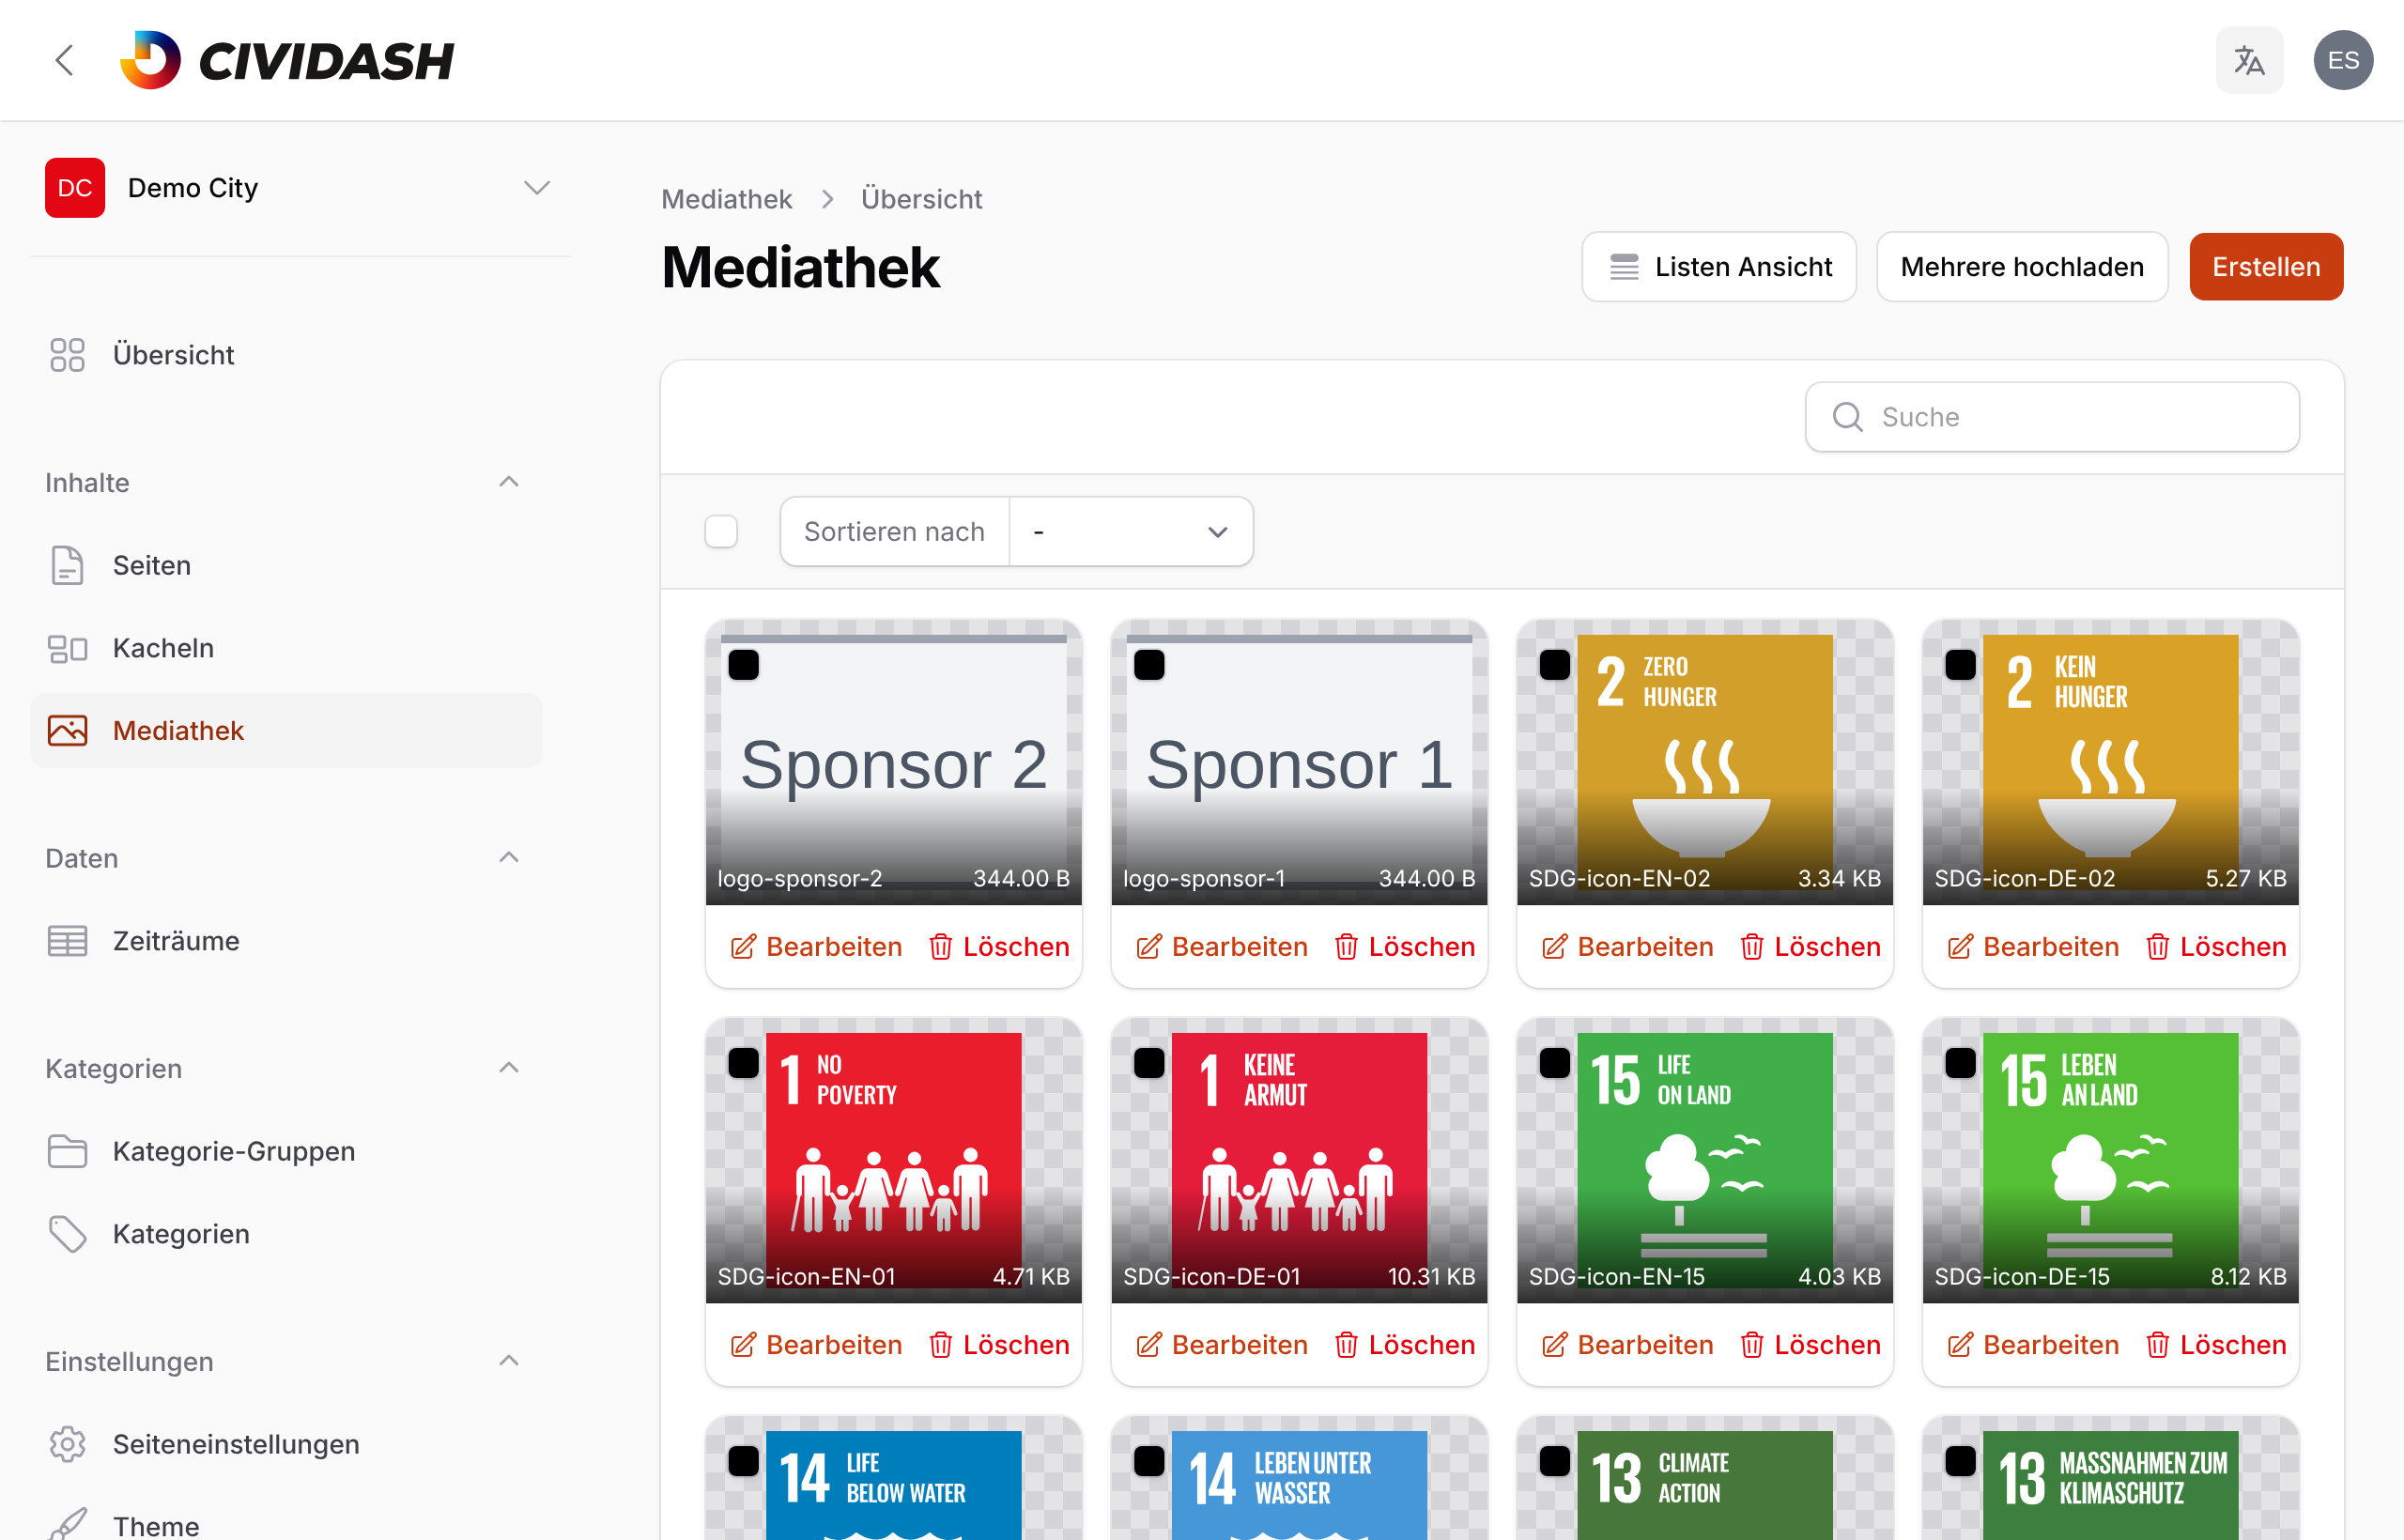 CIVIDASH
ES
DC Demo City
Mediathek Übersicht
Mediathek
Listen Ansicht
Mehrere hochladen
Erstellen
Übersicht
Inhalte
Seiten
Kacheln
Mediathek
Daten
Zeiträume
Kategorien
Kategorie-Gruppen
Kategorien
Einstellungen
Seiteneinstellungen
Theme
Suche
Sortieren nach -
Sponsor 2
logo-sponsor-2 344.00 B
Bearbeiten Löschen
Sponsor 1
logo-sponsor-1 344.00 B
Bearbeiten Löschen
2 ZERO
HUNGER
SDG-icon-EN-02 3.34 KB
Bearbeiten Löschen
2 KEIN
HUNGER
SDG-icon-DE-02 5.27 KB
Bearbeiten Löschen
1 NO
POVERTY
SDG-icon-EN-01 4.71 KB
Bearbeiten Löschen
1 KEINE
ARMUT
SDG-icon-DE-01 10.31 KB
Bearbeiten Löschen
15 LIFE
ON LAND
SDG-icon-EN-15 4.03 KB
Bearbeiten Löschen
15 LEBEN
AN LAND
SDG-icon-DE-15 8.12 KB
Bearbeiten Löschen
14 LIFE
BELOW WATER
14 LEBEN UNTER
WASSER
13 CLIMATE
ACTION
13 MASSNAHMEN ZUM
KLIMASCHUTZ